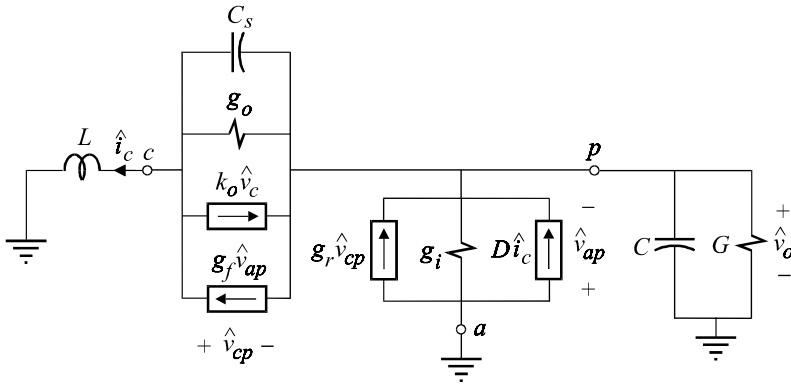 C_s
g_o
L
î_c c
k_o v̂_c
p
g_f v̂_ap
+ v̂_cp −
g_r v̂_cp
g_i
D î_c
−
v̂_ap
+
a
C
G
+
v̂_o
−